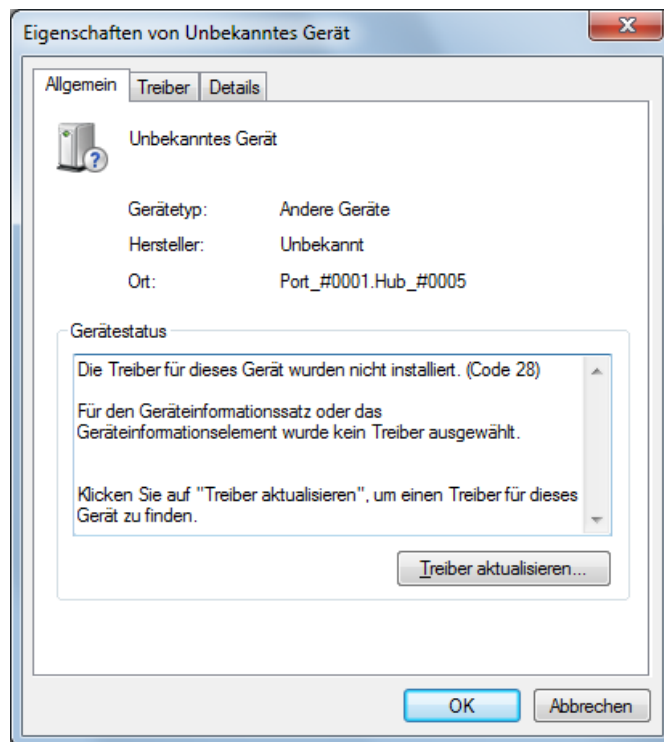 Eigenschaften von Unbekanntes Gerät
Allgemein Treiber Details
Unbekanntes Gerät
Gerätetyp: Andere Geräte
Hersteller: Unbekannt
Ort: Port_#0001.Hub_#0005
Gerätestatus
Die Treiber für dieses Gerät wurden nicht installiert. (Code 28)
Für den Geräteinformationssatz oder das
Geräteinformationselement wurde kein Treiber ausgewählt.
Klicken Sie auf "Treiber aktualisieren", um einen Treiber für dieses
Gerät zu finden.
Treiber aktualisieren...
OK Abbrechen